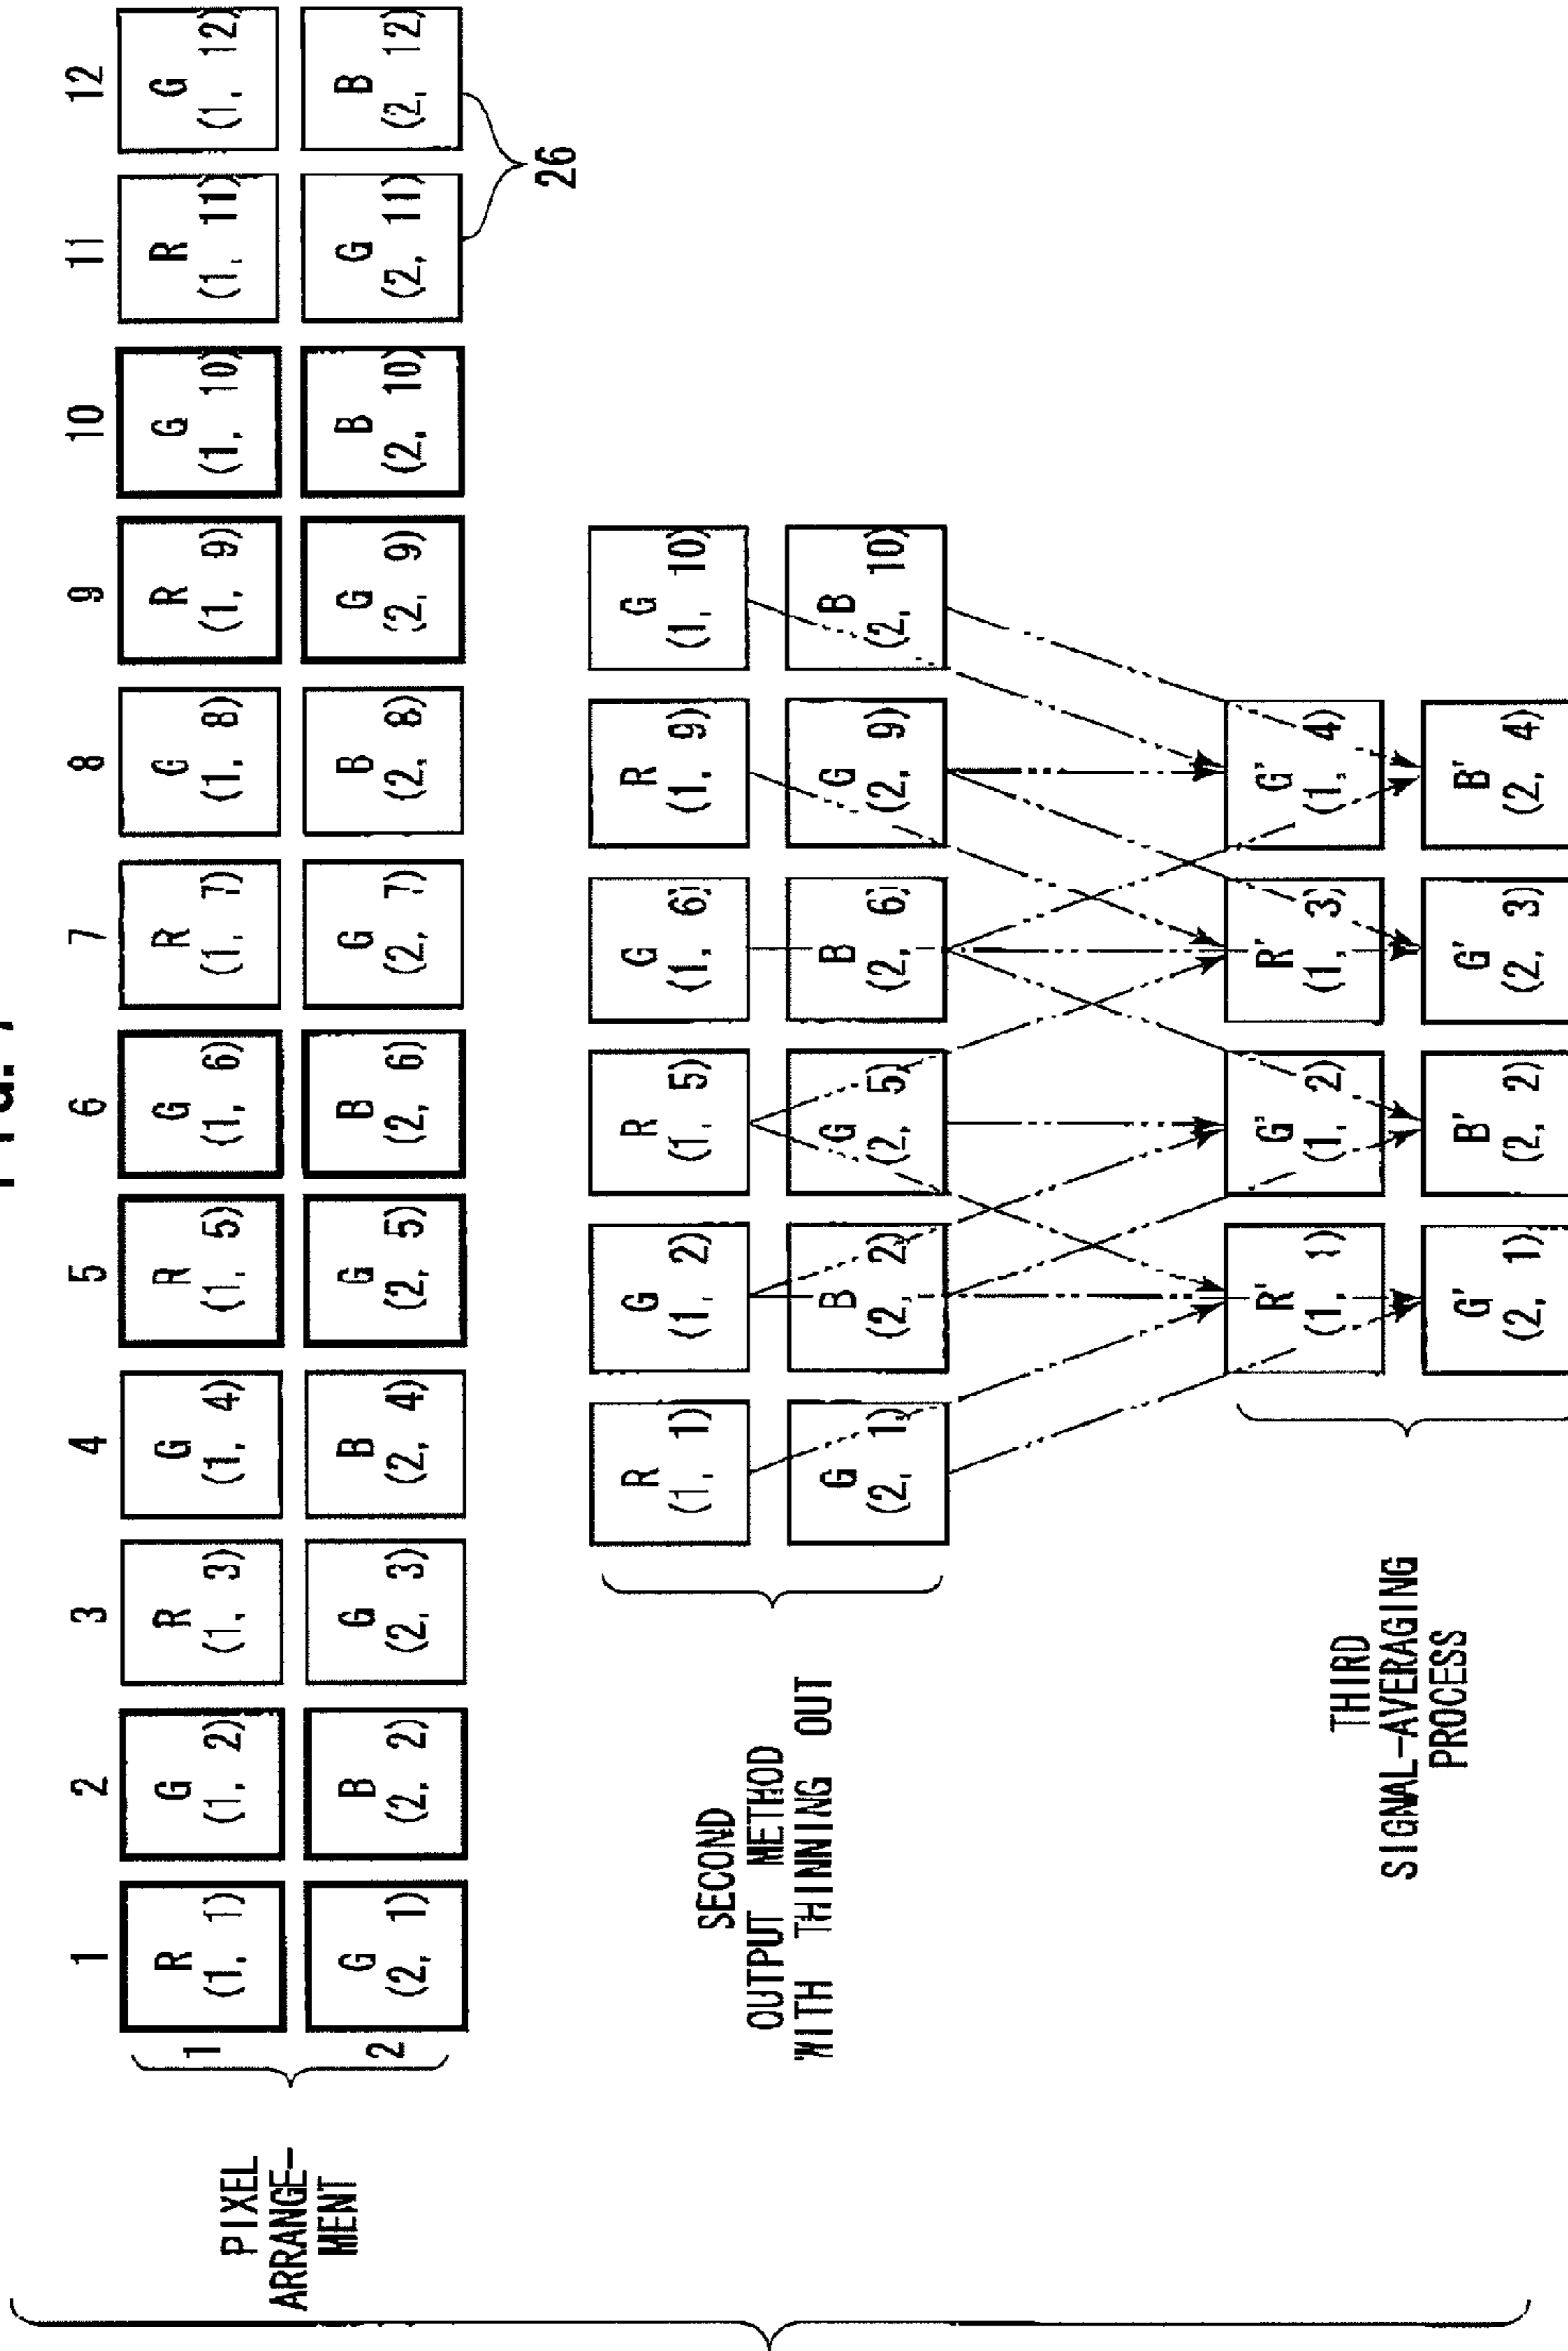 1 2 3 4 5 6 7 8 9 10 11 12
PIXEL
ARRANGE-
MENT
1
R G R G R G R G R G R G
(1, 1) (1, 2) (1, 3) (1, 4) (1, 5) (1, 6) (1, 7) (1, 8) (1, 9) (1, 10) (1, 11) (1, 12)
2
G B G B G B G B G B G B
(2, 1) (2, 2) (2, 3) (2, 4) (2, 5) (2, 6) (2, 7) (2, 8) (2, 9) (2, 10) (2, 11) (2, 12)
26
SECOND
OUTPUT METHOD
WITH THINNING OUT
R G R G R G
(1, 1) (1, 2) (1, 5) (1, 6) (1, 9) (1, 10)
G B G B G B
(2, 1) (2, 2) (2, 5) (2, 6) (2, 9) (2, 10)
THIRD
SIGNAL-AVERAGING
PROCESS
R' G' R' G'
(1, 1) (1, 2) (1, 3) (1, 4)
G' B' G' B'
(2, 1) (2, 2) (2, 3) (2, 4)